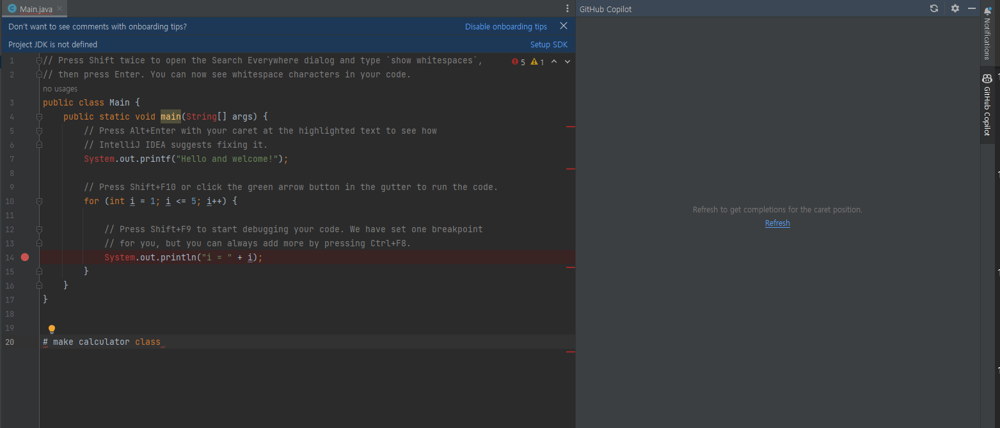 Main.java
GitHub Copilot
Don't want to see comments with onboarding tips?
Disable onboarding tips
Project JDK is not defined
Setup SDK
5 1
1 // Press Shift twice to open the Search Everywhere dialog and type `show whitespaces`,
2 // then press Enter. You can now see whitespace characters in your code.
no usages
3 public class Main {
4 public static void main(String[] args) {
5 // Press Alt+Enter with your caret at the highlighted text to see how
6 // IntelliJ IDEA suggests fixing it.
7 System.out.printf("Hello and welcome!");
8
9 // Press Shift+F10 or click the green arrow button in the gutter to run the code.
10 for (int i = 1; i <= 5; i++) {
11
12 // Press Shift+F9 to start debugging your code. We have set one breakpoint
13 // for you, but you can always add more by pressing Ctrl+F8.
14 System.out.println("i = " + i);
15 }
16 }
17 }
18
19
20 # make calculator class
Refresh to get completions for the caret position.
Refresh
Notifications
GitHub Copilot